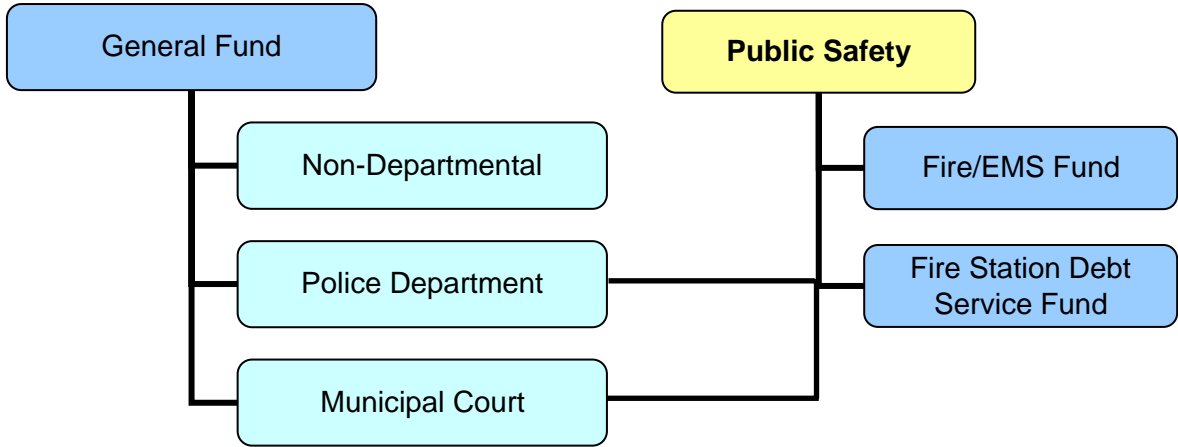 General Fund
Public Safety
Non-Departmental
Fire/EMS Fund
Police Department
Fire Station Debt
Service Fund
Municipal Court